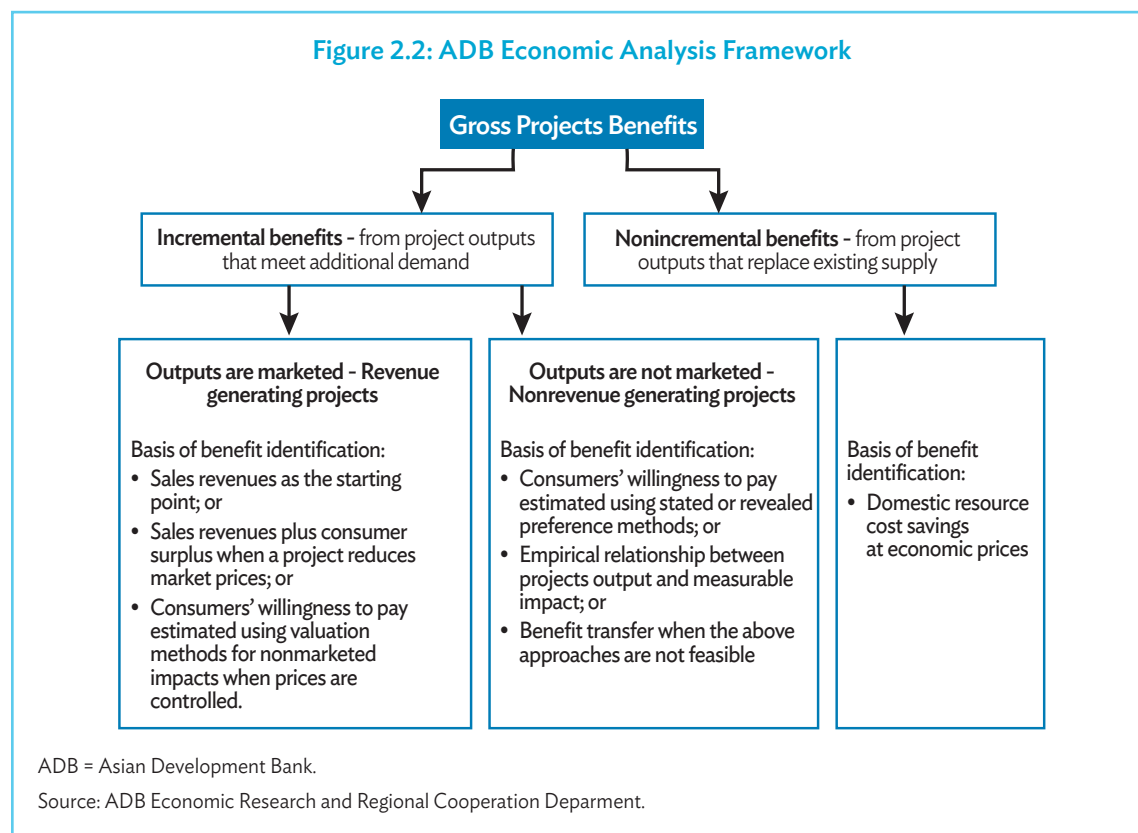 Figure 2.2: ADB Economic Analysis Framework
Gross Projects Benefits
Incremental benefits - from project outputs
that meet additional demand
Nonincremental benefits - from project
outputs that replace existing supply
Outputs are marketed - Revenue
generating projects
Basis of benefit identification:
• Sales revenues as the starting
point; or
• Sales revenues plus consumer
surplus when a project reduces
market prices; or
• Consumers' willingness to pay
estimated using valuation
methods for nonmarketed
impacts when prices are
controlled.
Outputs are not marketed -
Nonrevenue generating projects
Basis of benefit identification:
• Consumers' willingness to pay
estimated using stated or revealed
preference methods; or
• Empirical relationship between
projects output and measurable
impact; or
• Benefit transfer when the above
approaches are not feasible
Basis of benefit
identification:
• Domestic resource
cost savings
at economic prices
ADB = Asian Development Bank.
Source: ADB Economic Research and Regional Cooperation Deparment.